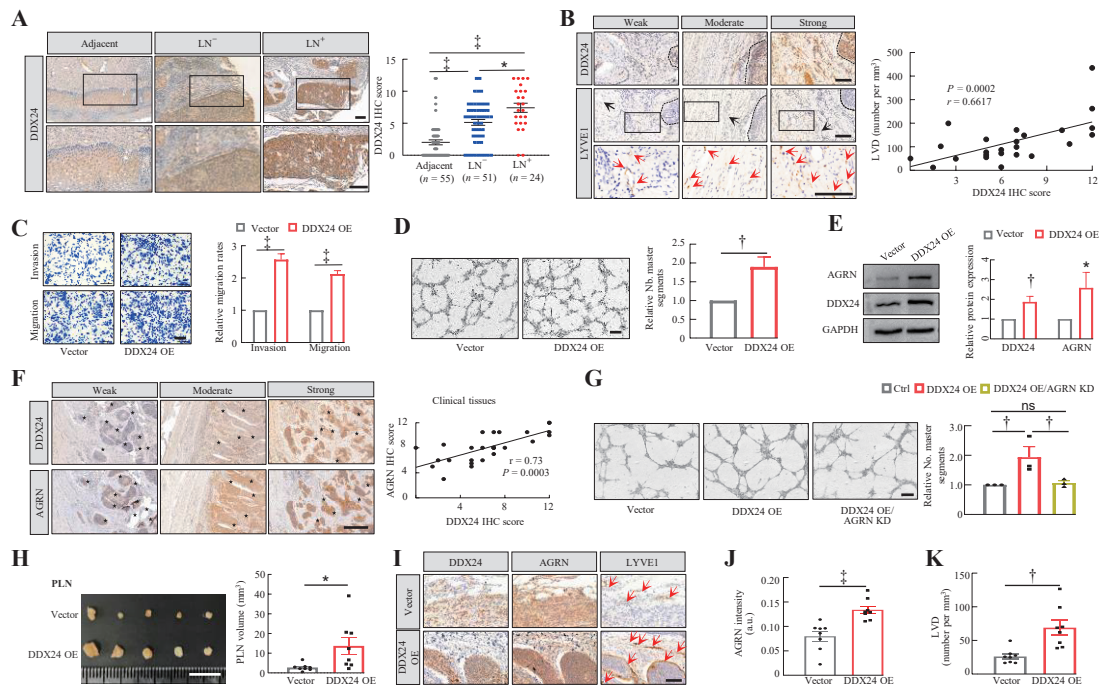 A
Adjacent
LN⁻
LN⁺
DDX24
DDX24 IHC score
15
10
5
0
‡
‡
*
Adjacent
LN⁻
LN⁺
(n = 55)
(n = 51)
(n = 24)
B
Weak
Moderate
Strong
DDX24
LYVE1
LVD
(number per mm³)
500
400
300
200
100
0
P = 0.0002
r = 0.6617
3
6
9
12
DDX24 IHC score
C
Invasion
Migration
Vector
DDX24 OE
Vector
DDX24 OE
Relative migration rates
3
2
1
0
‡
‡
Invasion
Migration
D
Vector
DDX24 OE
Relative Nb. master
segments
2.5
2.0
1.5
1.0
0
†
Vector
DDX24 OE
E
Vector
DDX24 OE
AGRN
DDX24
GAPDH
Vector
DDX24 OE
Relative protein expression
4
3
2
1
0
†
*
DDX24
AGRN
F
Weak
Moderate
Strong
DDX24
AGRN
Clinical tissues
AGRN IHC score
15
10
5
0
r = 0.73
P = 0.0003
4
6
8
10
12
DDX24 IHC score
G
Ctrl
DDX24 OE
DDX24 OE/AGRN KD
Vector
DDX24 OE
DDX24 OE/
AGRN KD
Relative No. master
segments
3.0
2.0
1.0
0
ns
†
†
H
PLN
Vector
DDX24 OE
PLN volume (mm³)
50
40
30
20
10
0
*
Vector
DDX24 OE
I
DDX24
AGRN
LYVE1
Vector
DDX24
OE
J
AGRN intensity
(a.u.)
0.20
0.15
0.10
0.05
0.00
‡
Vector
DDX24 OE
K
LVD
(number per mm³)
150
100
50
0
†
Vector
DDX24 OE